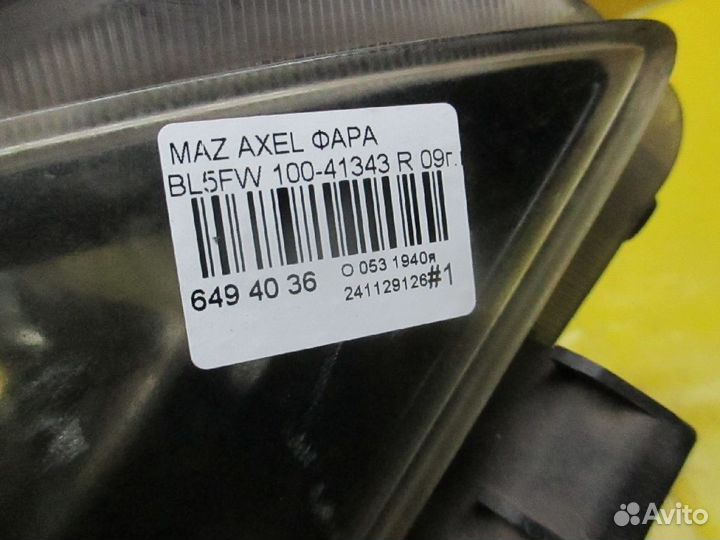 MAZ AXEL ФАРА
BL5FW 100-41343 R 09г.
649 40 36
O 053 1940я
241129126#1
Avito